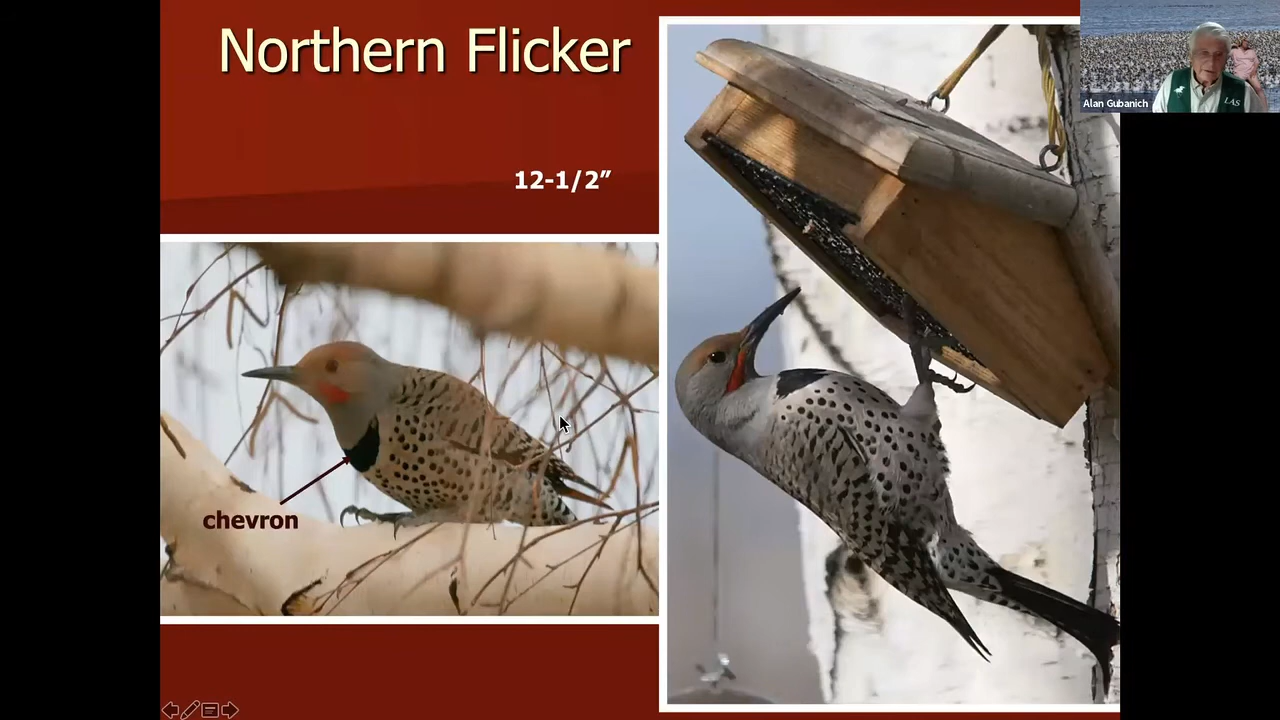 Northern Flicker
12-1/2”
chevron
Alan Gubanich
LAS